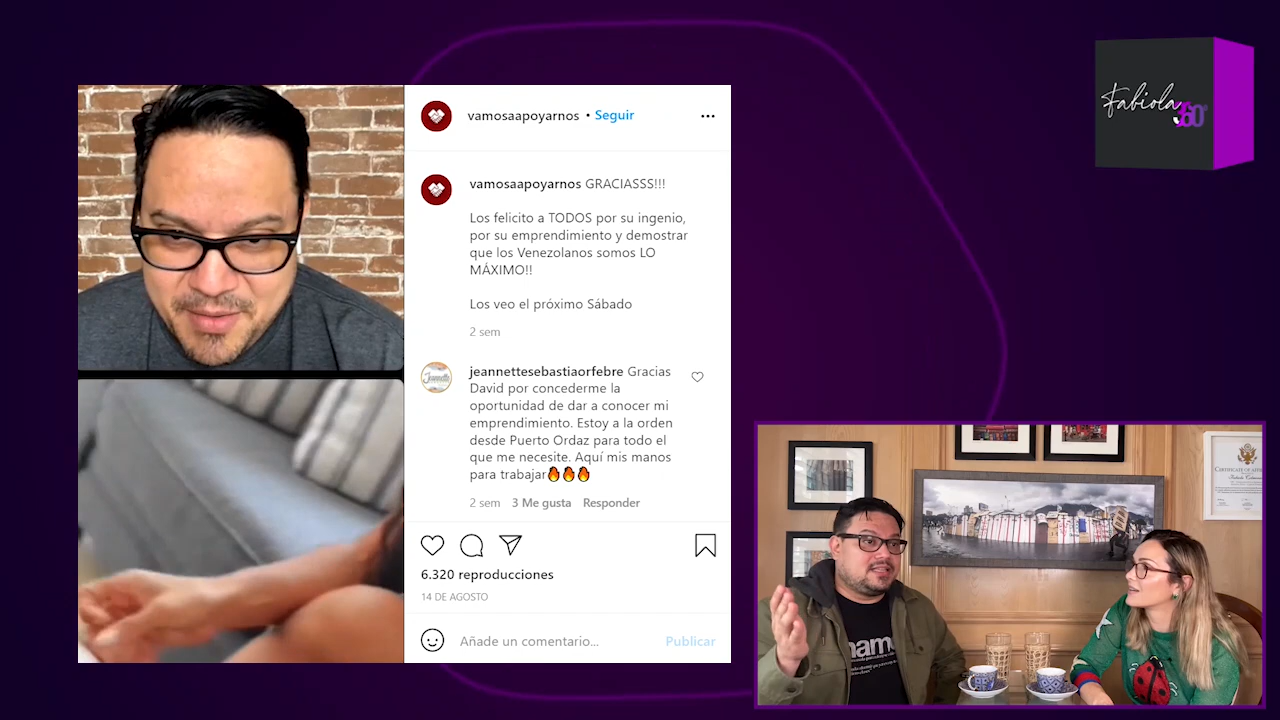 Fabiola
360°
vamosaapoyarnos • Seguir
vamosaapoyarnos GRACIASSS!!!
Los felicito a TODOS por su ingenio,
por su emprendimiento y demostrar
que los Venezolanos somos LO
MÁXIMO!!
Los veo el próximo Sábado
2 sem
jeannettesebastiaorfebre Gracias
David por concederme la
oportunidad de dar a conocer mi
emprendimiento. Estoy a la orden
desde Puerto Ordaz para todo el
que me necesite. Aquí mis manos
para trabajar🔥🔥🔥
2 sem 3 Me gusta Responder
6.320 reproducciones
14 DE AGOSTO
Añade un comentario... Publicar